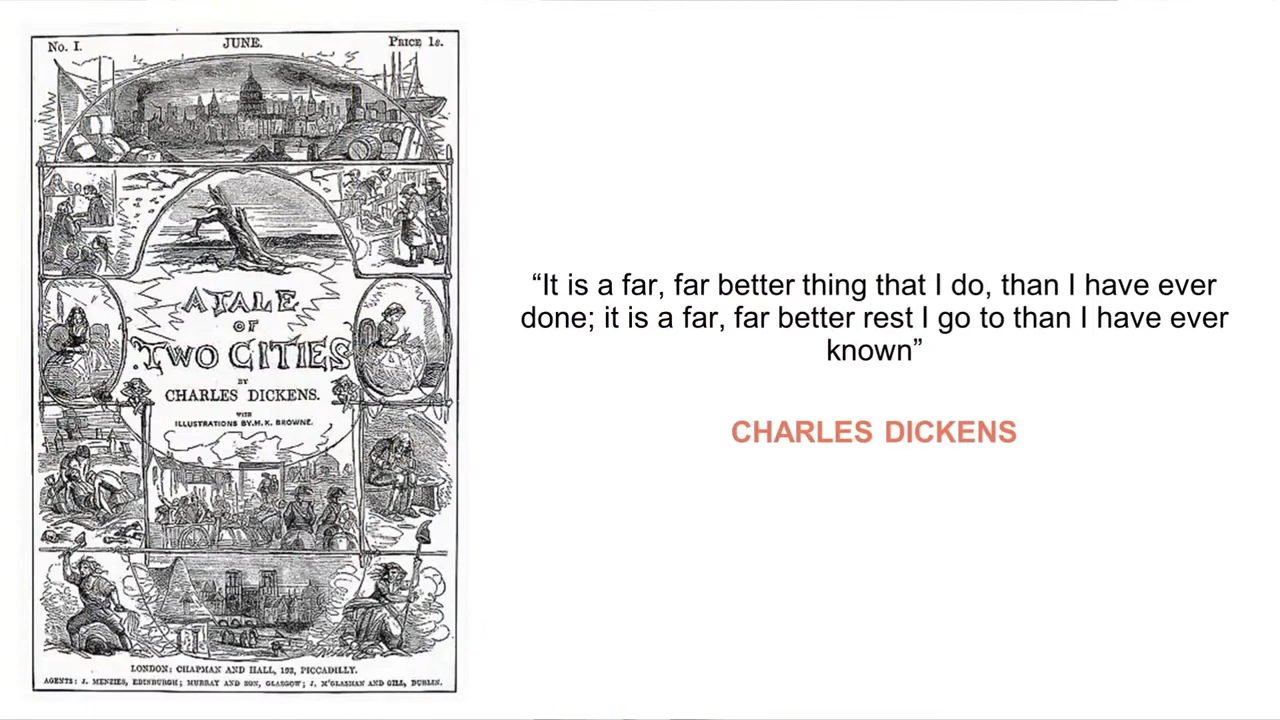 No. I. JUNE. PRICE 1s.
A TALE
OF
TWO CITIES
BY
CHARLES DICKENS.
WITH
ILLUSTRATIONS BY H. K. BROWNE.
LONDON: CHAPMAN AND HALL, 193, PICCADILLY.
AGENTS: J. MENZIES, EDINBURGH; MURRAY AND SON, GLASGOW; J. M'GLASHAN AND GILL, DUBLIN.
“It is a far, far better thing that I do, than I have ever
done; it is a far, far better rest I go to than I have ever
known”
CHARLES DICKENS